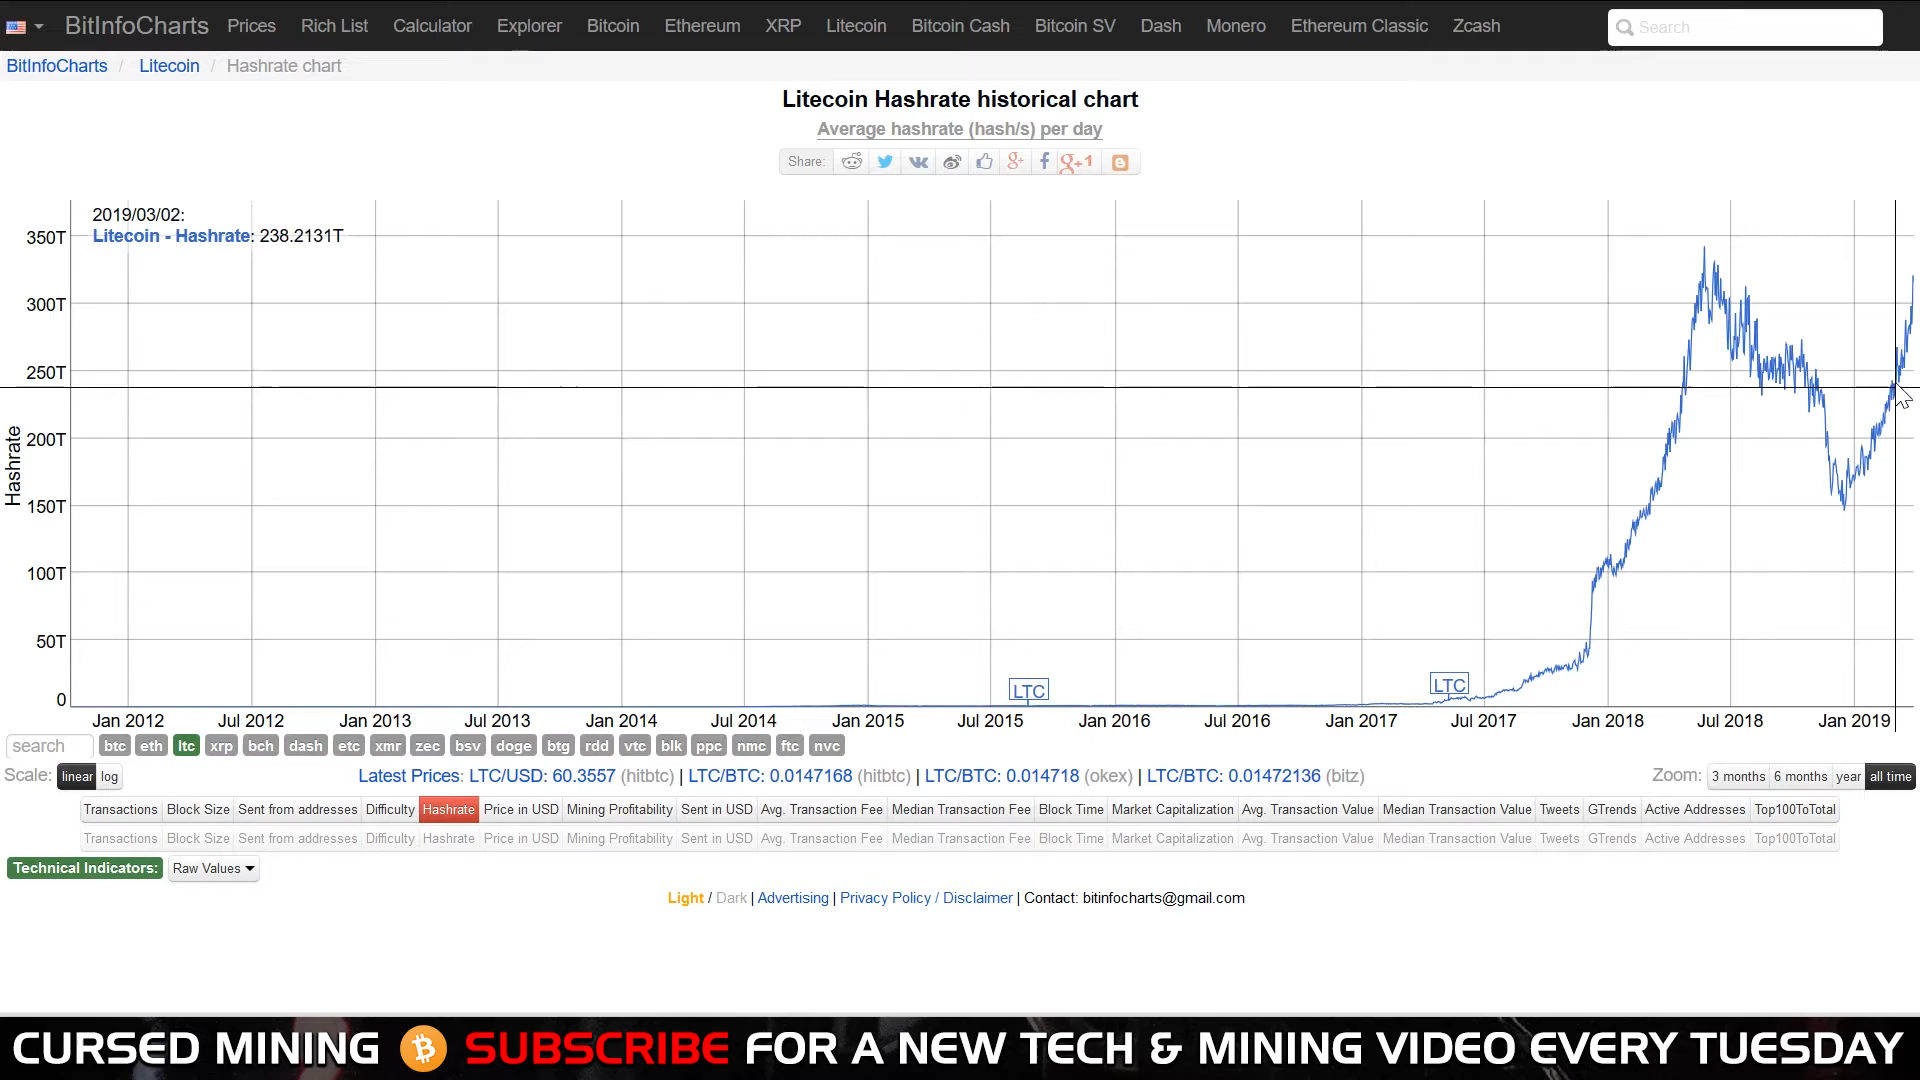 BitInfoCharts Prices Rich List Calculator Explorer Bitcoin Ethereum XRP Litecoin Bitcoin Cash Bitcoin SV Dash Monero Ethereum Classic Zcash Search
BitInfoCharts / Litecoin / Hashrate chart
Litecoin Hashrate historical chart
Average hashrate (hash/s) per day
Share: g+ f g+1
2019/03/02:
Litecoin - Hashrate: 238.2131T
350T
300T
250T
200T
150T
100T
50T
0
Hashrate
LTC
LTC
Jan 2012 Jul 2012 Jan 2013 Jul 2013 Jan 2014 Jul 2014 Jan 2015 Jul 2015 Jan 2016 Jul 2016 Jan 2017 Jul 2017 Jan 2018 Jul 2018 Jan 2019
search btc eth ltc xrp bch dash etc xmr zec bsv doge btg rdd vtc blk ppc nmc ftc nvc
Scale: linear log Latest Prices: LTC/USD: 60.3557 (hitbtc) | LTC/BTC: 0.0147168 (hitbtc) | LTC/BTC: 0.014718 (okex) | LTC/BTC: 0.01472136 (bitz) Zoom: 3 months 6 months year all time
Transactions Block Size Sent from addresses Difficulty Hashrate Price in USD Mining Profitability Sent in USD Avg. Transaction Fee Median Transaction Fee Block Time Market Capitalization Avg. Transaction Value Median Transaction Value Tweets GTrends Active Addresses Top100ToTotal
Transactions Block Size Sent from addresses Difficulty Hashrate Price in USD Mining Profitability Sent in USD Avg. Transaction Fee Median Transaction Fee Block Time Market Capitalization Avg. Transaction Value Median Transaction Value Tweets GTrends Active Addresses Top100ToTotal
Technical Indicators: Raw Values
Light / Dark | Advertising | Privacy Policy / Disclaimer | Contact: bitinfocharts@gmail.com
CURSED MINING SUBSCRIBE FOR A NEW TECH & MINING VIDEO EVERY TUESDAY